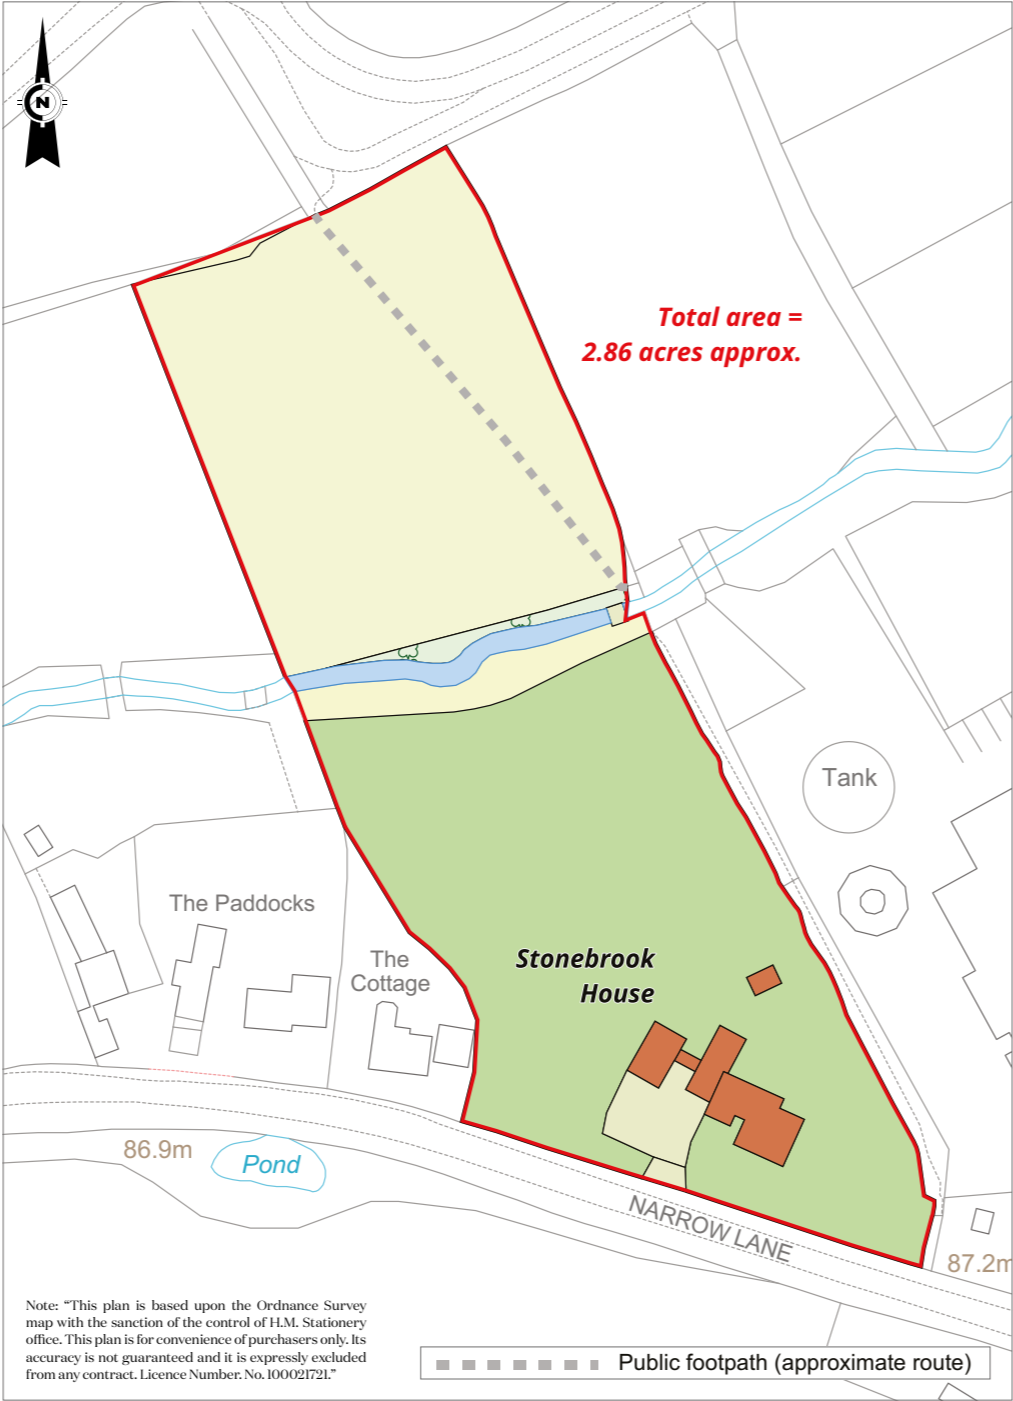 N
Total area =
2.86 acres approx.
Tank
The Paddocks
The
Cottage
Stonebrook
House
86.9m
Pond
NARROW LANE
87.2m
Note: “This plan is based upon the Ordnance Survey
map with the sanction of the control of H.M. Stationery
office. This plan is for convenience of purchasers only. Its
accuracy is not guaranteed and it is expressly excluded
from any contract. Licence Number. No. 100021721.”
Public footpath (approximate route)